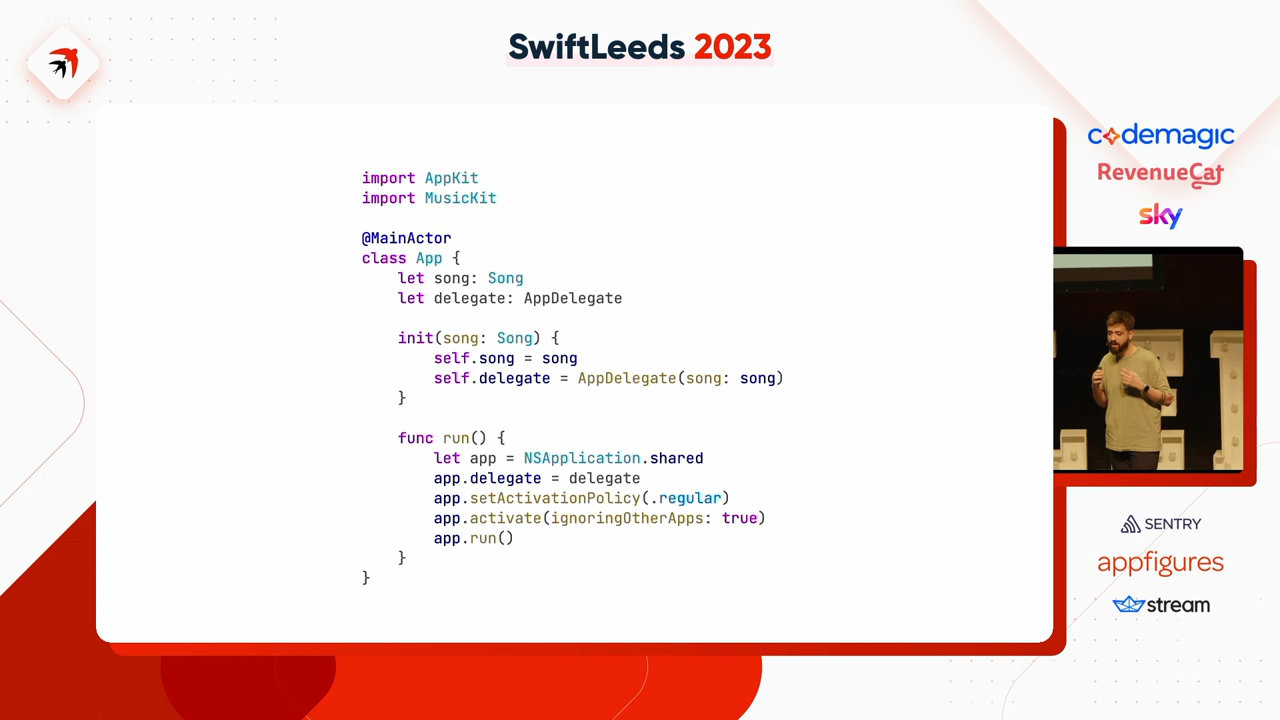 SwiftLeeds 2023
import AppKit
import MusicKit
@MainActor
class App {
let song: Song
let delegate: AppDelegate
init(song: Song) {
self.song = song
self.delegate = AppDelegate(song: song)
}
func run() {
let app = NSApplication.shared
app.delegate = delegate
app.setActivationPolicy(.regular)
app.activate(ignoringOtherApps: true)
app.run()
}
}
codemagic
RevenueCat
sky
SENTRY
appfigures
stream